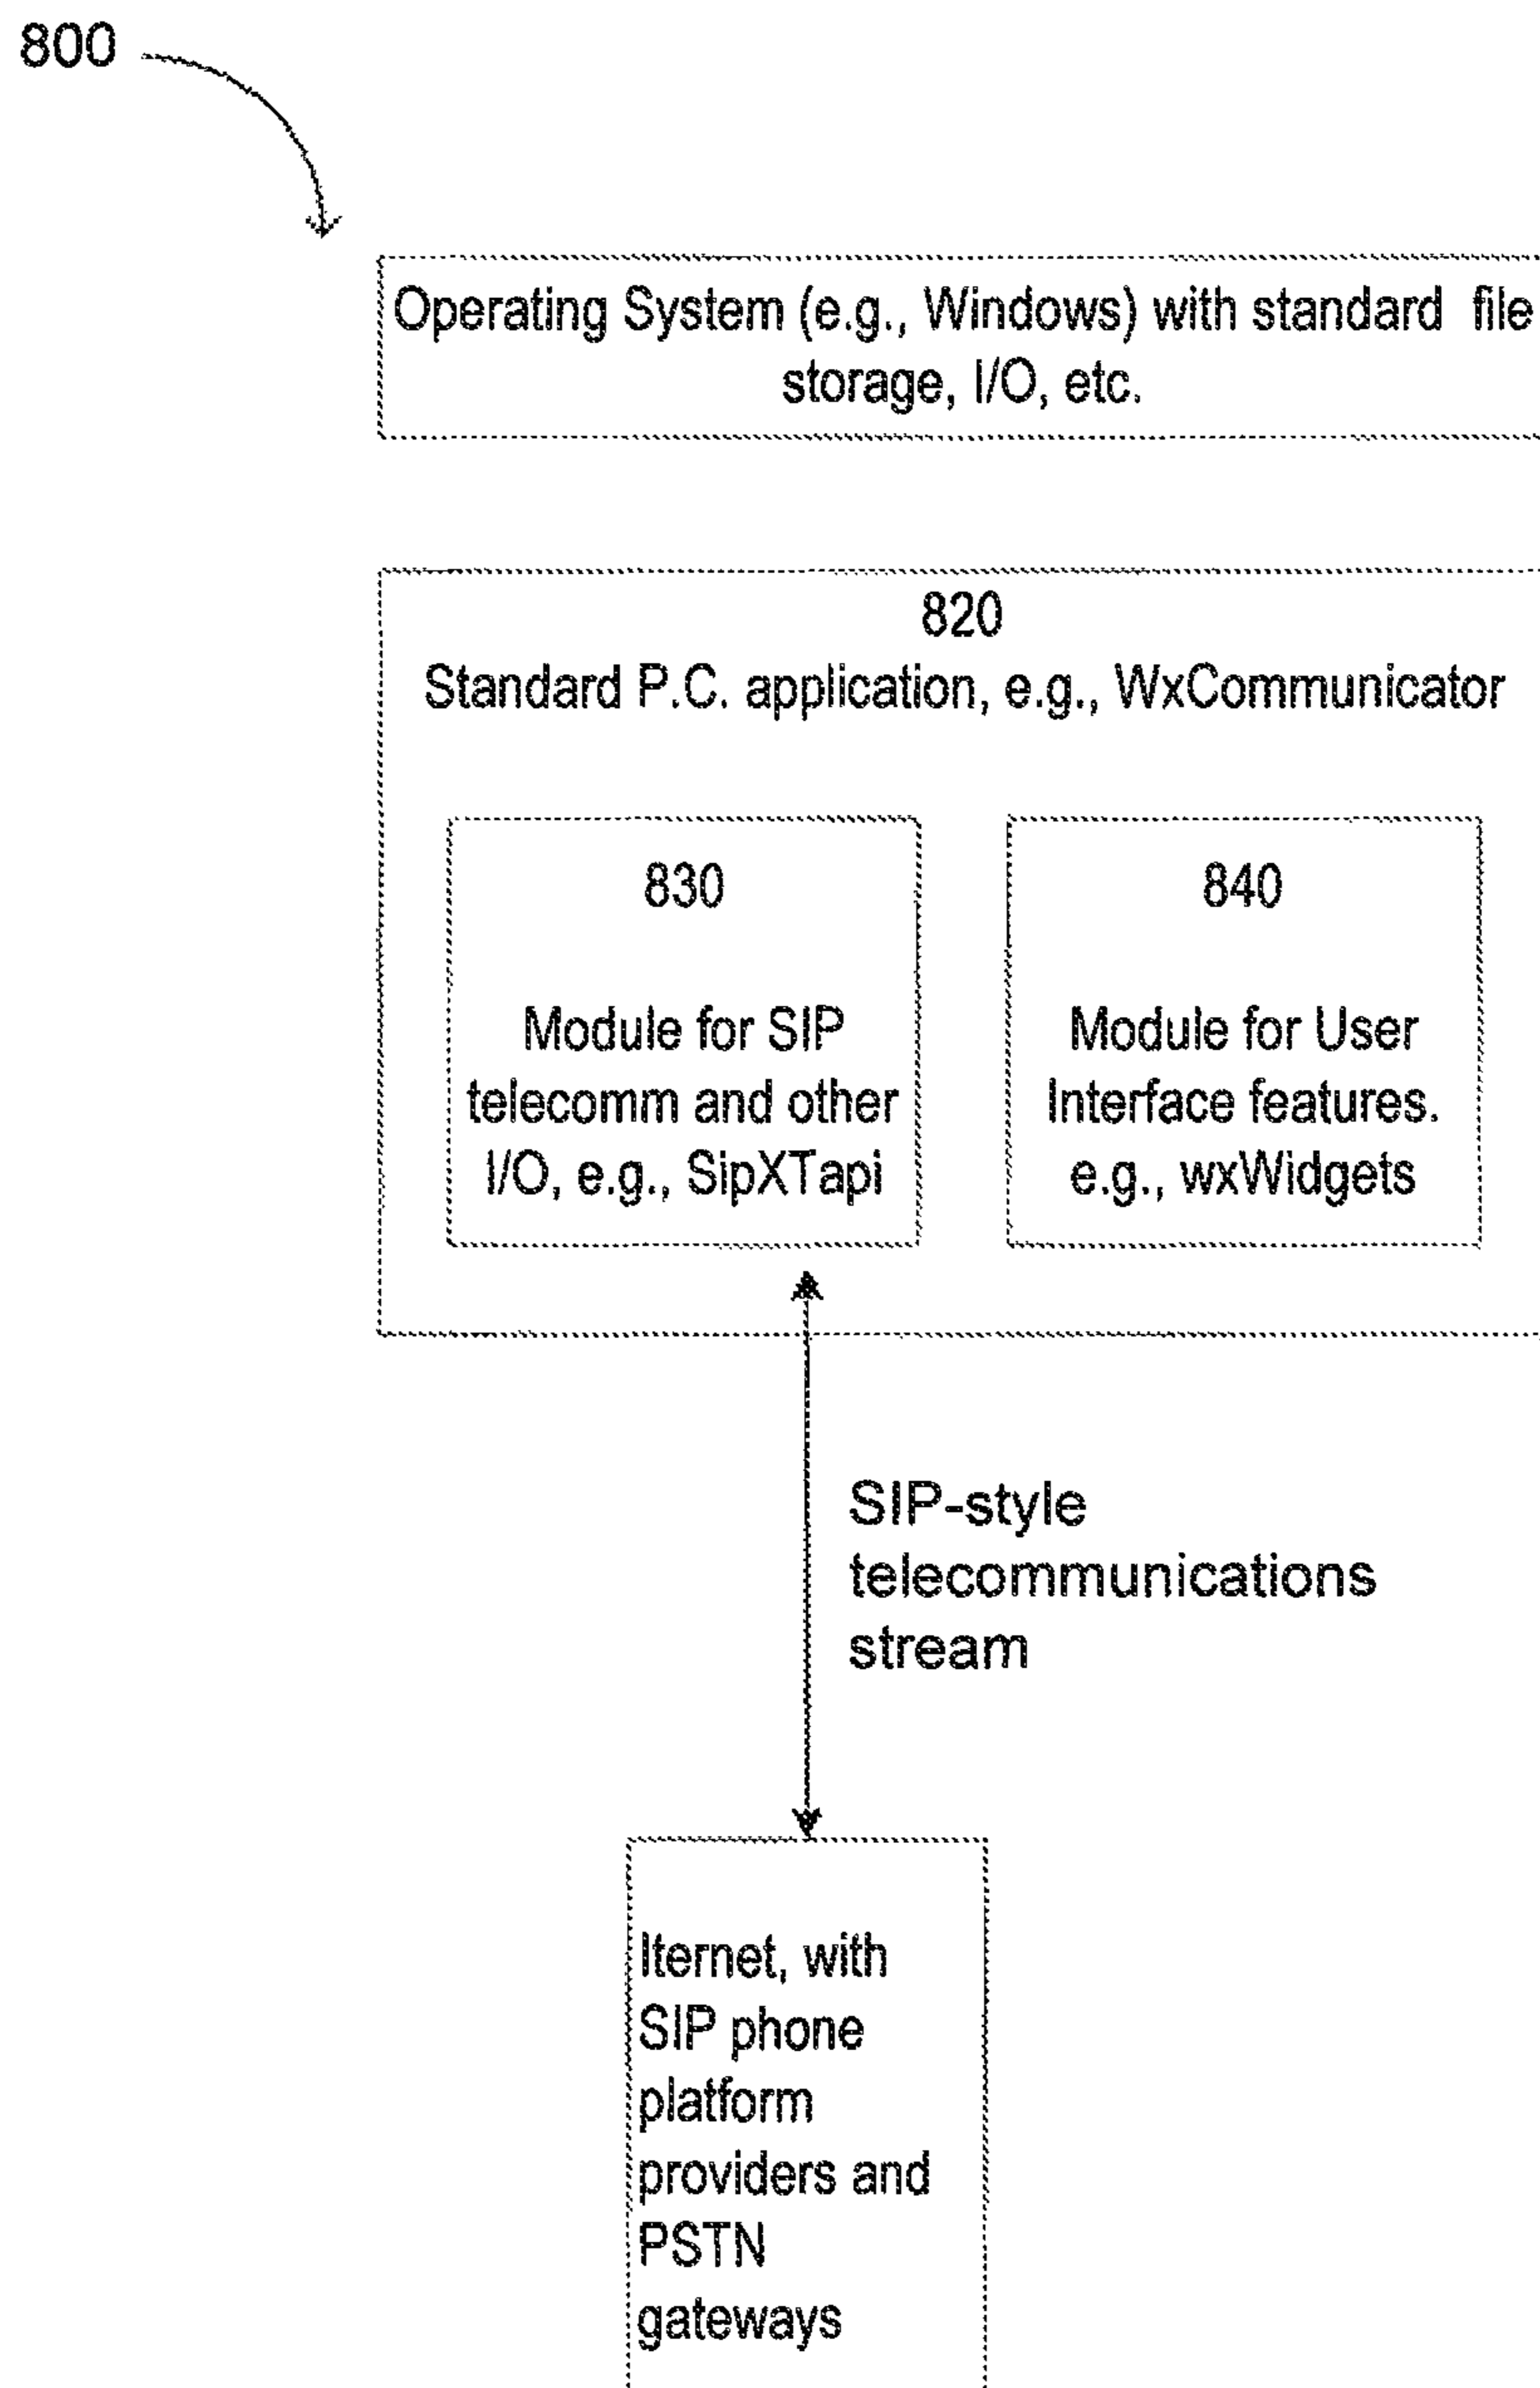 800
Operating System (e.g., Windows) with standard file
storage, I/O, etc.
820
Standard P.C. application, e.g., WxCommunicator
830
Module for SIP
telecomm and other
I/O, e.g., SipXTapi
840
Module for User
Interface features.
e.g., wxWidgets
SIP-style
telecommunications
stream
Iternet, with
SIP phone
platform
providers and
PSTN
gateways